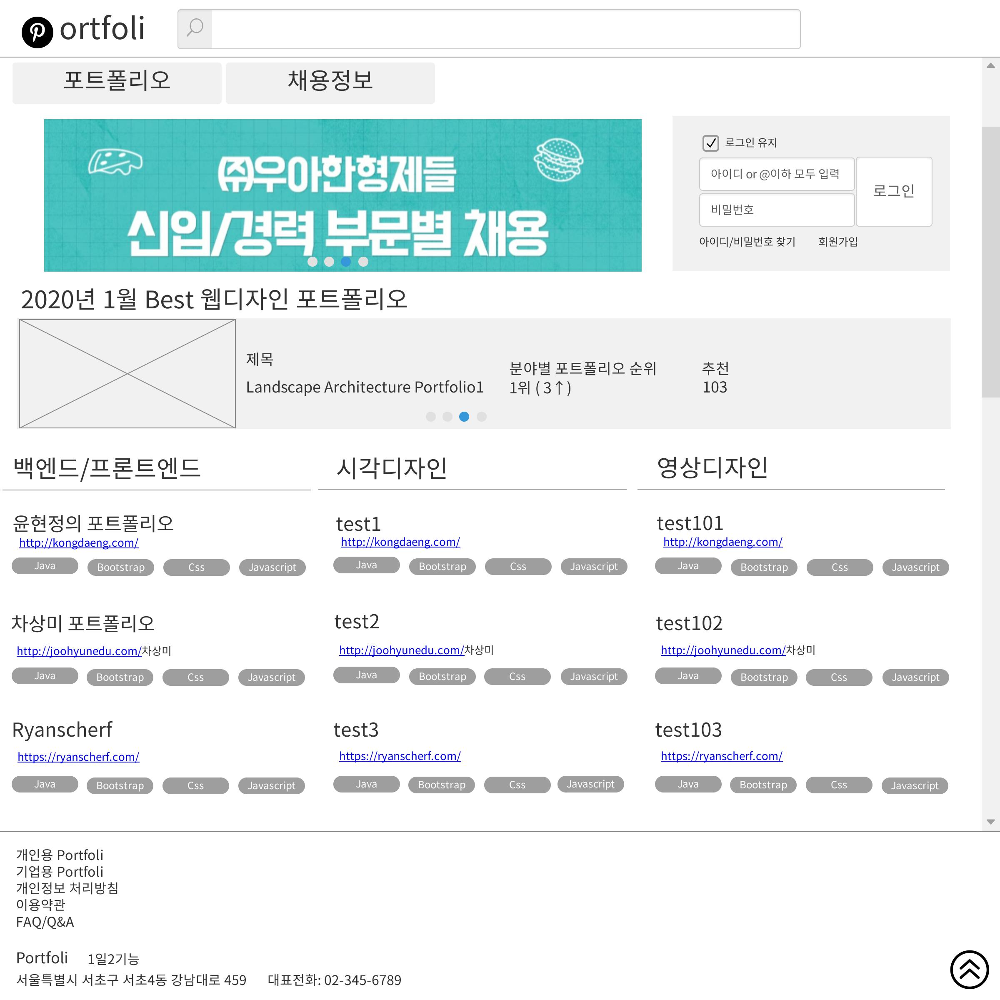 ortfoli
포트폴리오 채용정보
㈜우아한형제들
신입/경력 부문별 채용
로그인 유지
아이디 or @이하 모두 입력
비밀번호
로그인
아이디/비밀번호 찾기 회원가입
2020년 1월 Best 웹디자인 포트폴리오
제목
Landscape Architecture Portfolio1
분야별 포트폴리오 순위
1위 ( 3↑)
추천
103
백엔드/프론트엔드
윤현정의 포트폴리오
http://kongdaeng.com/
Java Bootstrap Css Javascript
차상미 포트폴리오
http://joohyunedu.com/차상미
Java Bootstrap Css Javascript
Ryanscherf
https://ryanscherf.com/
Java Bootstrap Css Javascript
시각디자인
test1
http://kongdaeng.com/
Java Bootstrap Css Javascript
test2
http://joohyunedu.com/차상미
Java Bootstrap Css Javascript
test3
https://ryanscherf.com/
Java Bootstrap Css Javascript
영상디자인
test101
http://kongdaeng.com/
Java Bootstrap Css Javascript
test102
http://joohyunedu.com/차상미
Java Bootstrap Css Javascript
test103
https://ryanscherf.com/
Java Bootstrap Css Javascript
개인용 Portfoli
기업용 Portfoli
개인정보 처리방침
이용약관
FAQ/Q&A
Portfoli 1일2기능
서울특별시 서초구 서초4동 강남대로 459 대표전화: 02-345-6789